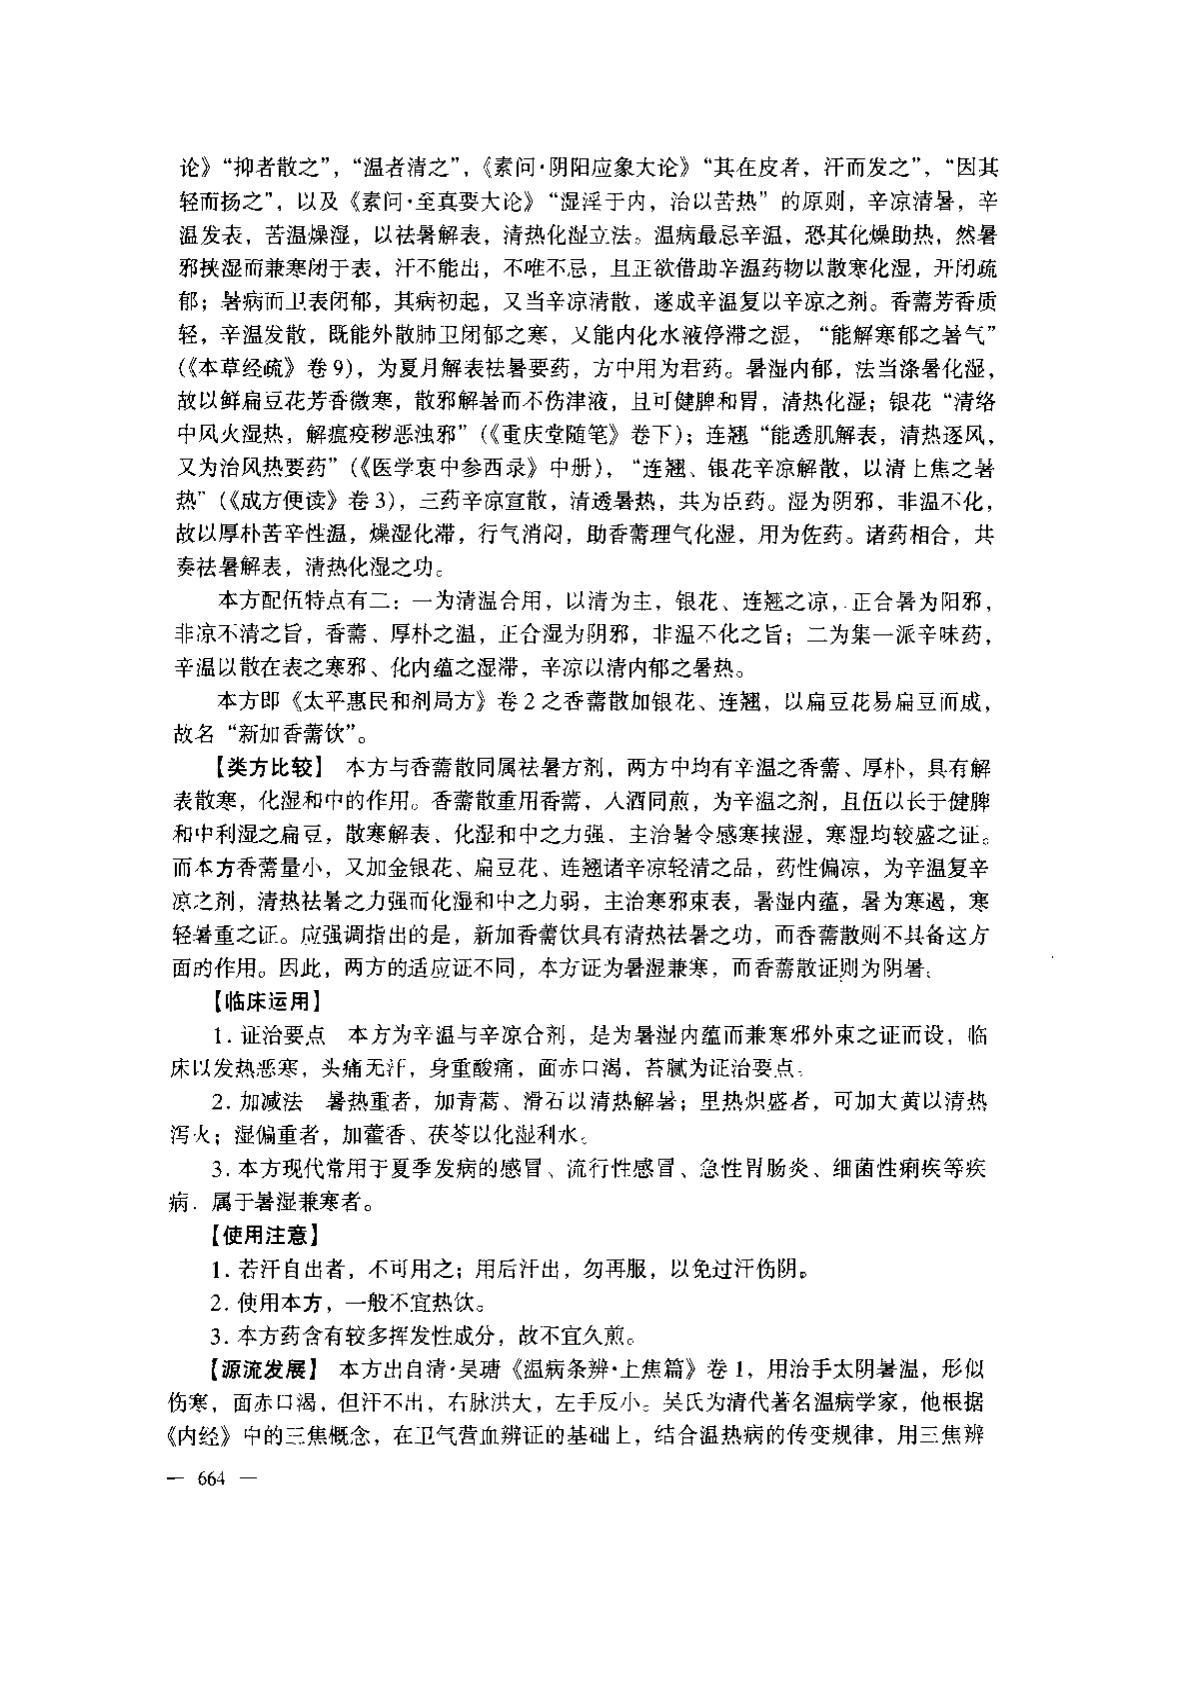 论》“抑者散之”，“温者清之”，《素问·阴阳应象大论》“其在皮者，汗而发之”，“因其
轻而扬之”，以及《素问·至真要大论》“湿淫于内，治以苦热”的原则，辛凉清暑，辛
温发表，苦温燥湿，以祛暑解表，清热化湿立法。温病最忌辛温，恐其化燥助热，然暑
邪挟湿而兼寒闭于表，汗不能出，不唯不忌，且正欲借助辛温药物以散寒化湿，开闭疏
郁；暑病而卫表闭郁，其病初起，又当辛凉清散，遂成辛温复以辛凉之剂。香薷芳香质
轻，辛温发散，既能外散肺卫闭郁之寒，又能内化水液停滞之湿，“能解寒郁之暑气”
（《本草经疏》卷9），为夏月解表祛暑要药，方中用为君药。暑湿内郁，法当涤暑化湿，
故以鲜扁豆花芳香微寒，散邪解暑而不伤津液，且可健脾和胃，清热化湿；银花“清络
中风火湿热，解瘟疫秽恶浊邪”（《重庆堂随笔》卷下）；连翘“能透肌解表，清热逐风，
又为治风热要药”（《医学衷中参西录》中册），“连翘、银花辛凉解散，以清上焦之暑
热”（《成方便读》卷3），三药辛凉宣散，清透暑热，共为臣药。湿为阴邪，非温不化，
故以厚朴苦辛性温，燥湿化滞，行气消闷，助香薷理气化湿，用为佐药。诸药相合，共
奏祛暑解表，清热化湿之功。
本方配伍特点有二：一为清温合用，以清为主，银花、连翘之凉，正合暑为阳邪，
非凉不清之旨，香薷、厚朴之温，正合湿为阴邪，非温不化之旨；二为集一派辛味药，
辛温以散在表之寒邪、化内蕴之湿滞，辛凉以清内郁之暑热。
本方即《太平惠民和剂局方》卷2之香薷散加银花、连翘，以扁豆花易扁豆而成，
故名“新加香薷饮”。
【类方比较】 本方与香薷散同属祛暑方剂，两方中均有辛温之香薷、厚朴，具有解
表散寒，化湿和中的作用。香薷散重用香薷，入酒同煎，为辛温之剂，且伍以长于健脾
和中利湿之扁豆，散寒解表、化湿和中之力强，主治暑令感寒挟湿，寒湿均较盛之证。
而本方香薷量小，又加金银花、扁豆花、连翘诸辛凉轻清之品，药性偏凉，为辛温复辛
凉之剂，清热祛暑之力强而化湿和中之力弱，主治寒邪束表，暑湿内蕴，暑为寒遏，寒
轻暑重之证。应强调指出的是，新加香薷饮具有清热祛暑之功，而香薷散则不具备这方
面的作用。因此，两方的适应证不同，本方证为暑湿兼寒，而香薷散证则为阴暑。
【临床运用】
1. 证治要点 本方为辛温与辛凉合剂，是为暑湿内蕴而兼寒邪外束之证而设，临
床以发热恶寒，头痛无汗，身重酸痛，面赤口渴，苔腻为证治要点。
2. 加减法 暑热重者，加青蒿、滑石以清热解暑；里热炽盛者，可加大黄以清热
泻火；湿偏重者，加藿香、茯苓以化湿利水。
3. 本方现代常用于夏季发病的感冒、流行性感冒、急性胃肠炎、细菌性痢疾等疾
病，属于暑湿兼寒者。
【使用注意】
1. 若汗自出者，不可用之；用后汗出，勿再服，以免过汗伤阴。
2. 使用本方，一般不宜热饮。
3. 本方药含有较多挥发性成分，故不宜久煎。
【源流发展】 本方出自清·吴瑭《温病条辨·上焦篇》卷1，用治手太阴暑温，形似
伤寒，面赤口渴，但汗不出，右脉洪大，左手反小。吴氏为清代著名温病学家，他根据
《内经》中的三焦概念，在卫气营血辨证的基础上，结合温热病的传变规律，用三焦辨
— 664 —